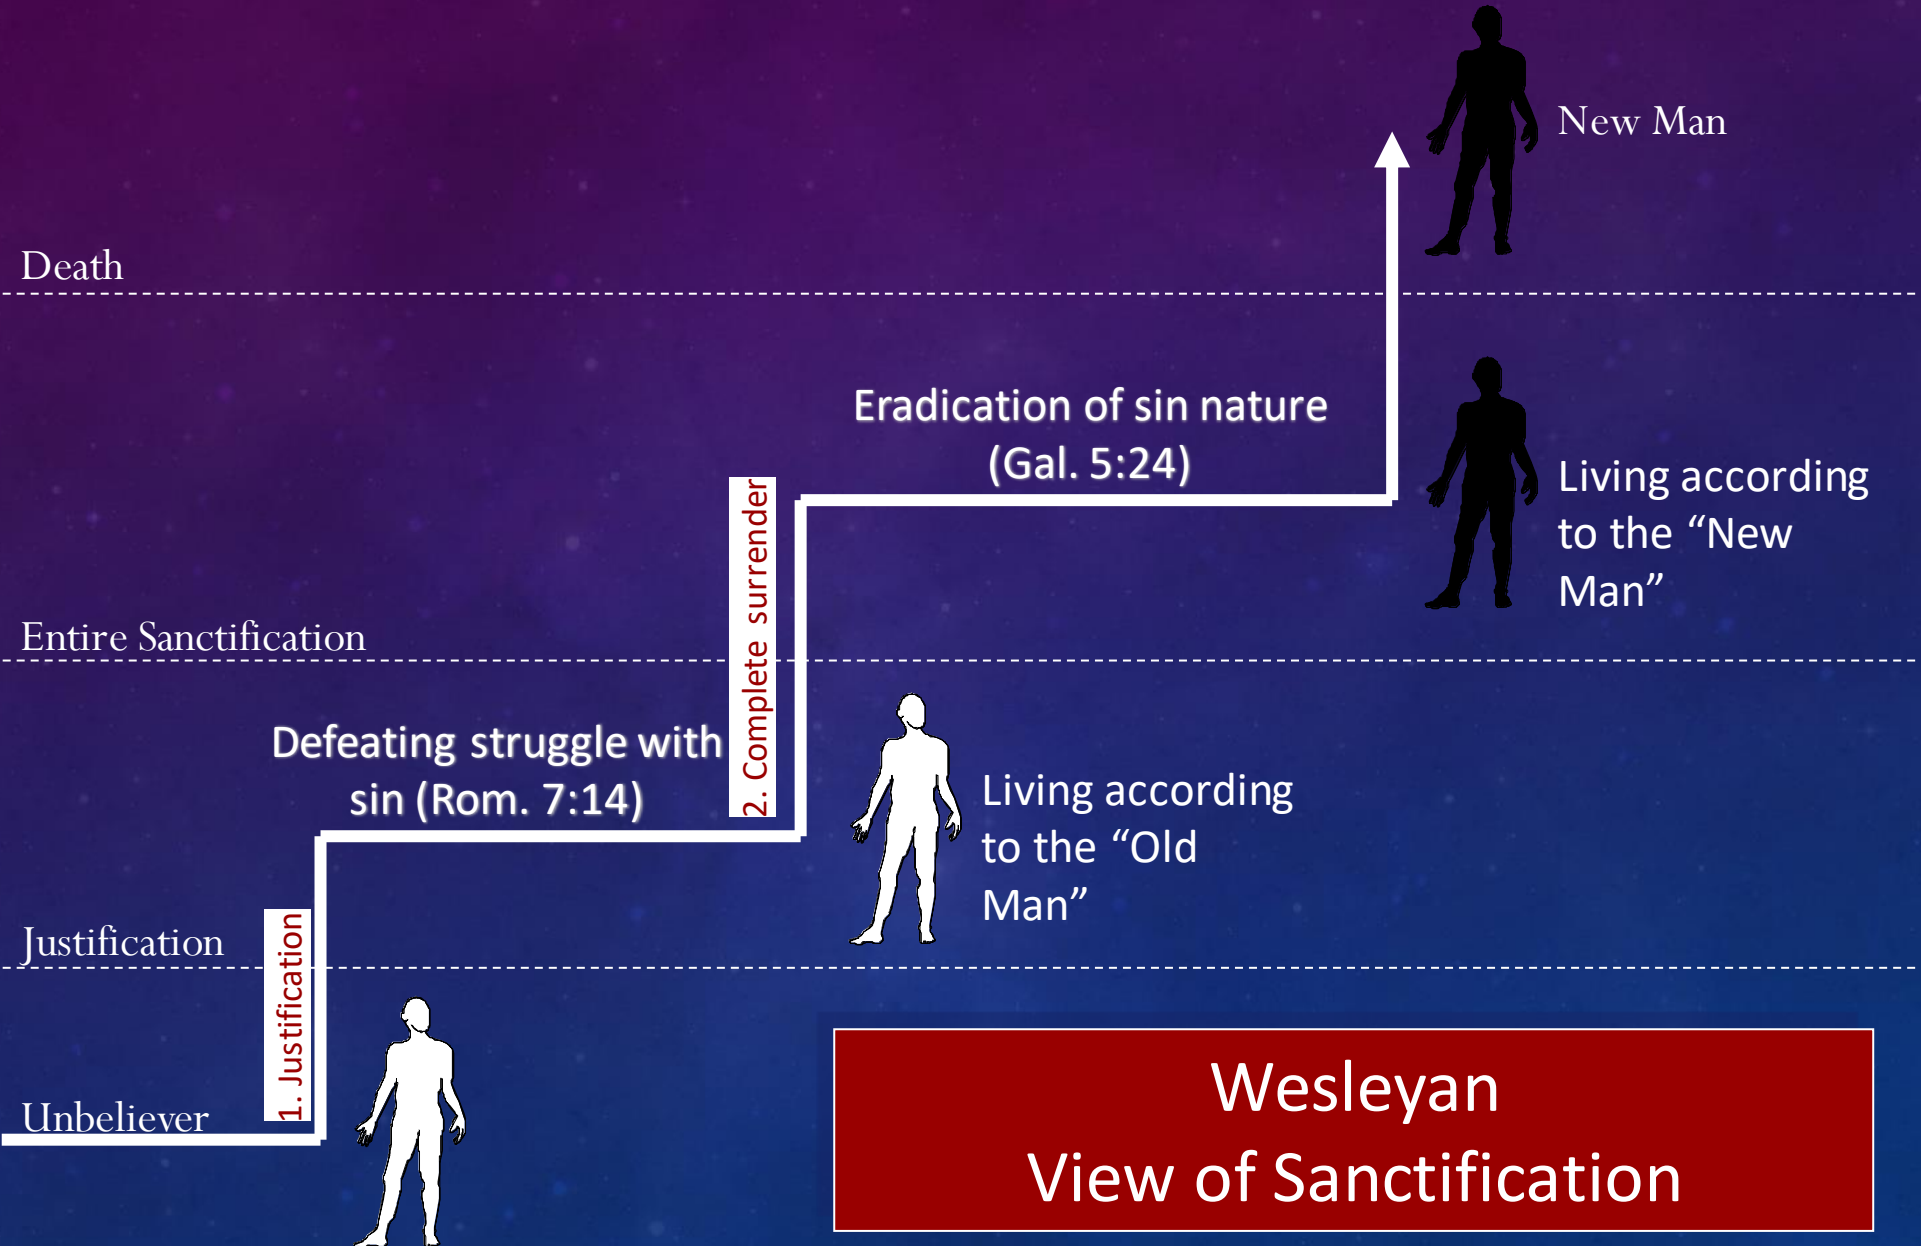 New Man
Death
Eradication of sin nature
(Gal. 5:24)
Living according
to the “New
Man”
2. Complete surrender
Entire Sanctification
Defeating struggle with
sin (Rom. 7:14)
Living according
to the “Old
Man”
1. Justification
Justification
Unbeliever
Wesleyan
View of Sanctification